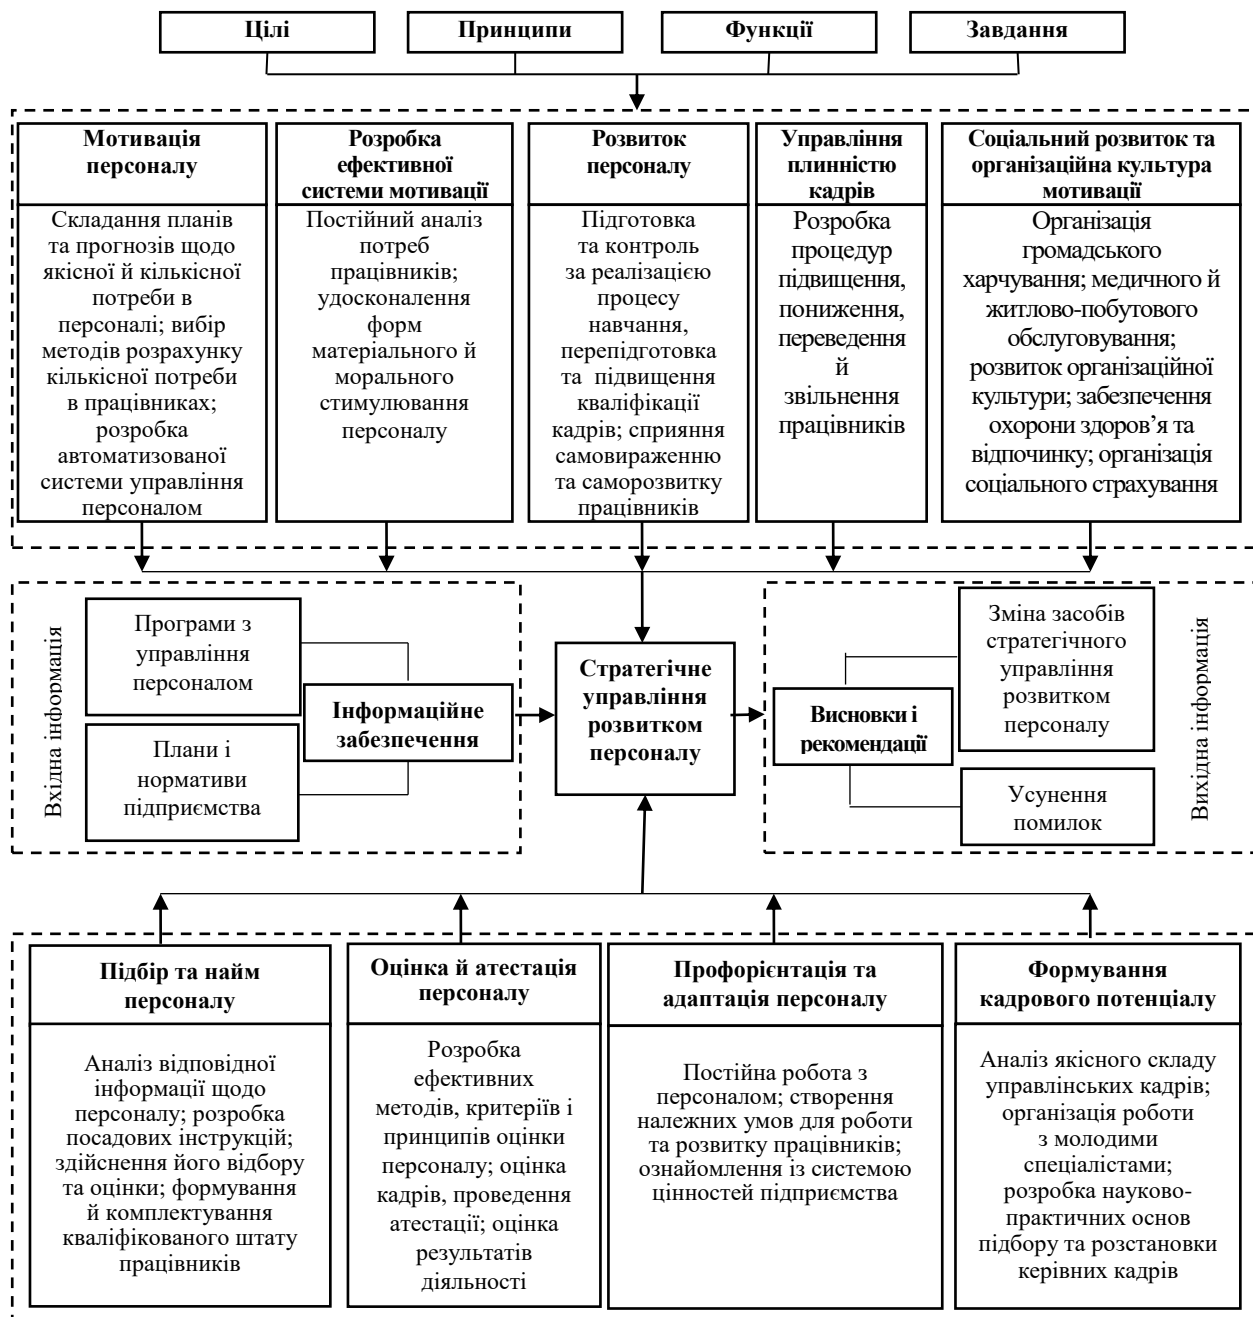 Цілі
Принципи
Функції
Завдання
Мотивація
персоналу
Складання планів
та прогнозів щодо
якісної й кількісної
потреби в
персоналі; вибір
методів розрахунку
кількісної потреби
в працівниках;
розробка
автоматизованої
системи управління
персоналом
Розробка
ефективної
системи мотивації
Постійний аналіз
потреб
працівників;
удосконалення
форм
матеріального й
морального
стимулювання
персоналу
Розвиток
персоналу
Підготовка
та контроль
за реалізацією
процесу
навчання,
перепідготовка
та підвищення
кваліфікації
кадрів; сприяння
самовираженню
та саморозвитку
працівників
Управління
плинністю
кадрів
Розробка
процедур
підвищення,
пониження,
переведення
й
звільнення
працівників
Соціальний розвиток та
організаційна культура
мотивації
Організація
громадського
харчування; медичного й
житлово-побутового
обслуговування;
розвиток організаційної
культури; забезпечення
охорони здоров’я та
відпочинку; організація
соціального страхування
Вхідна інформація
Програми з
управління
персоналом
Плани і
нормативи
підприємства
Інформаційне
забезпечення
Стратегічне
управління
розвитком
персоналу
Висновки і
рекомендації
Зміна засобів
стратегічного
управління
розвитком
персоналу
Усунення
помилок
Вихідна інформація
Підбір та найм
персоналу
Аналіз відповідної
інформації щодо
персоналу; розробка
посадових інструкцій;
здійснення його відбору
та оцінки; формування
й комплектування
кваліфікованого штату
працівників
Оцінка й атестація
персоналу
Розробка
ефективних
методів, критеріїв і
принципів оцінки
персоналу; оцінка
кадрів, проведення
атестації; оцінка
результатів
діяльності
Профорієнтація та
адаптація персоналу
Постійна робота з
персоналом; створення
належних умов для роботи
та розвитку працівників;
ознайомлення із системою
цінностей підприємства
Формування
кадрового потенціалу
Аналіз якісного складу
управлінських кадрів;
організація роботи
з молодими
спеціалістами;
розробка науково-
практичних основ
підбору та розстановки
керівних кадрів